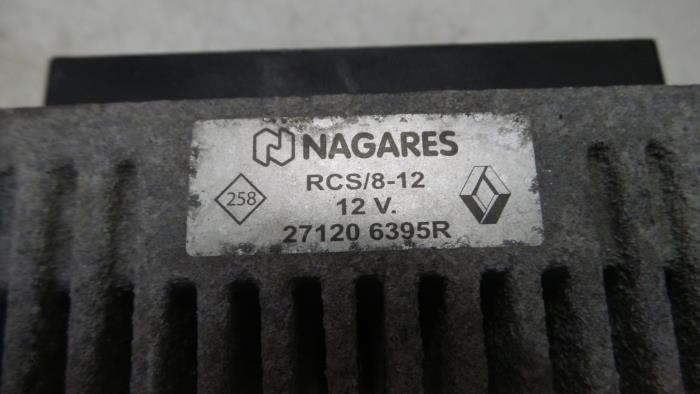 NAGARES
RCS/8-12
258
12 V.
27120 6395R